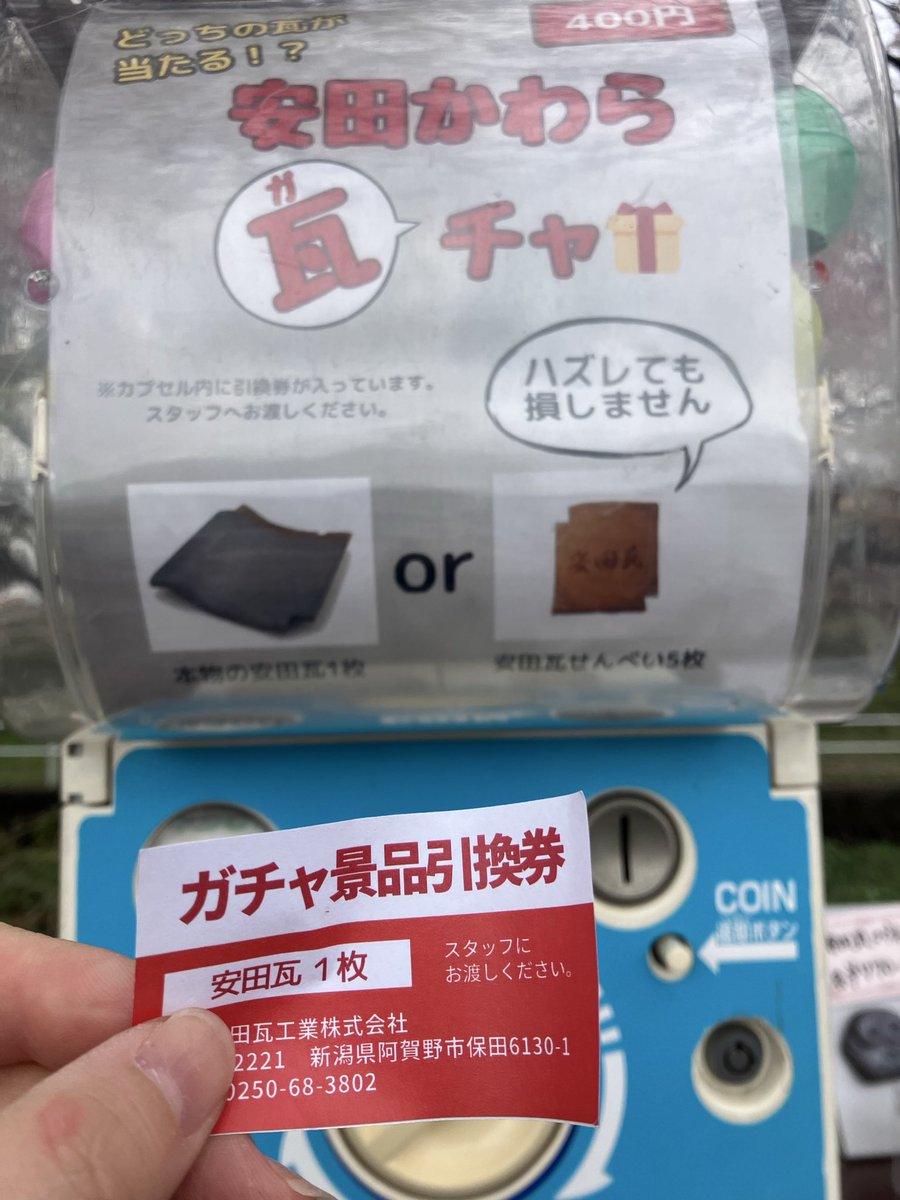 どっちの瓦が
当たる！？
400円
安田かわら
ガ
瓦チャ
※カプセル内に引換券が入っています。
スタッフへお渡しください。
ハズレても
損しません
or
本物の安田瓦1枚
安田瓦せんべい5枚
安田瓦
ガチャ景品引換券
安田瓦 1枚
スタッフに
お渡しください。
田瓦工業株式会社
2221 新潟県阿賀野市保田6130-1
0250-68-3802
COIN
返却ボタン